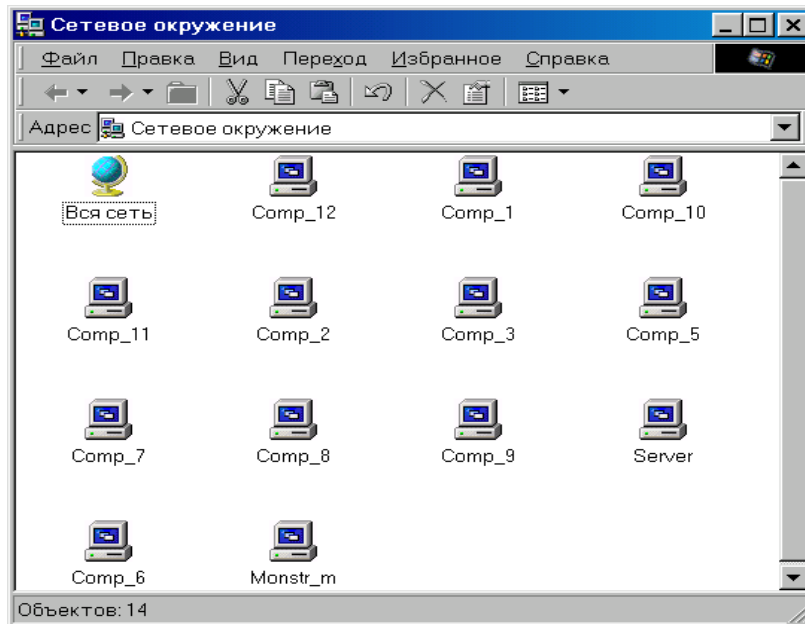 Сетевое окружение
Файл Правка Вид Переход Избранное Справка
Адрес Сетевое окружение
Вся сеть Comp_12 Comp_1 Comp_10
Comp_11 Comp_2 Comp_3 Comp_5
Comp_7 Comp_8 Comp_9 Server
Comp_6 Monstr_m
Объектов: 14